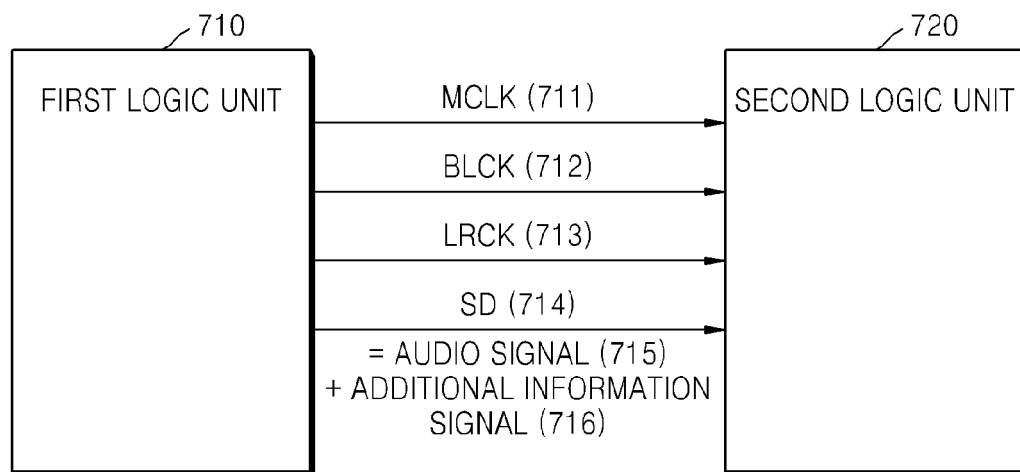 710
720
FIRST LOGIC UNIT
SECOND LOGIC UNIT
MCLK (711)
BLCK (712)
LRCK (713)
SD (714)
= AUDIO SIGNAL (715)
+ ADDITIONAL INFORMATION
SIGNAL (716)